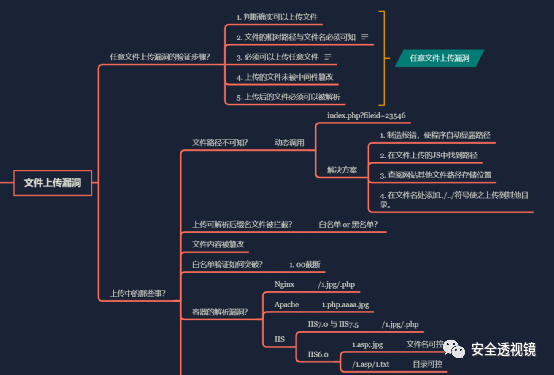 1. 判断确实可以上传文件
2. 文件的相对路径与文件名必须可知
任意文件上传漏洞的验证步骤?
3. 必须可以上传任意文件
任意文件上传漏洞
4. 上传的文件未被中间件篡改
5. 上传后的文件必须可以被解析
index.php?fileid=23546
文件路径不可知?
动态调用
1. 制造报错,使程序自动显露路径
2. 在文件上传的JS中找到路径
解决方案
3. 查阅网站其他文件路径存储位置
文件上传漏洞
4. 在文件名处添加../../符号使之上传到其他目
录。
上传可解析后缀名文件被拦截?
白名单 or 黑名单?
文件内容被篡改
白名单验证如何突破?
1. 00截断
上传中的那些事?
Nginx
/1.jpg/.php
容器的解析漏洞?
Apache
1.php.aaaa.jpg
IIS7.0 与 IIS7.5
/1.jpg/.php
IIS
1.asp;.jpg
文件名可控
IIS6.0
/1.asp/1.txt
目录可控
安全透视镜